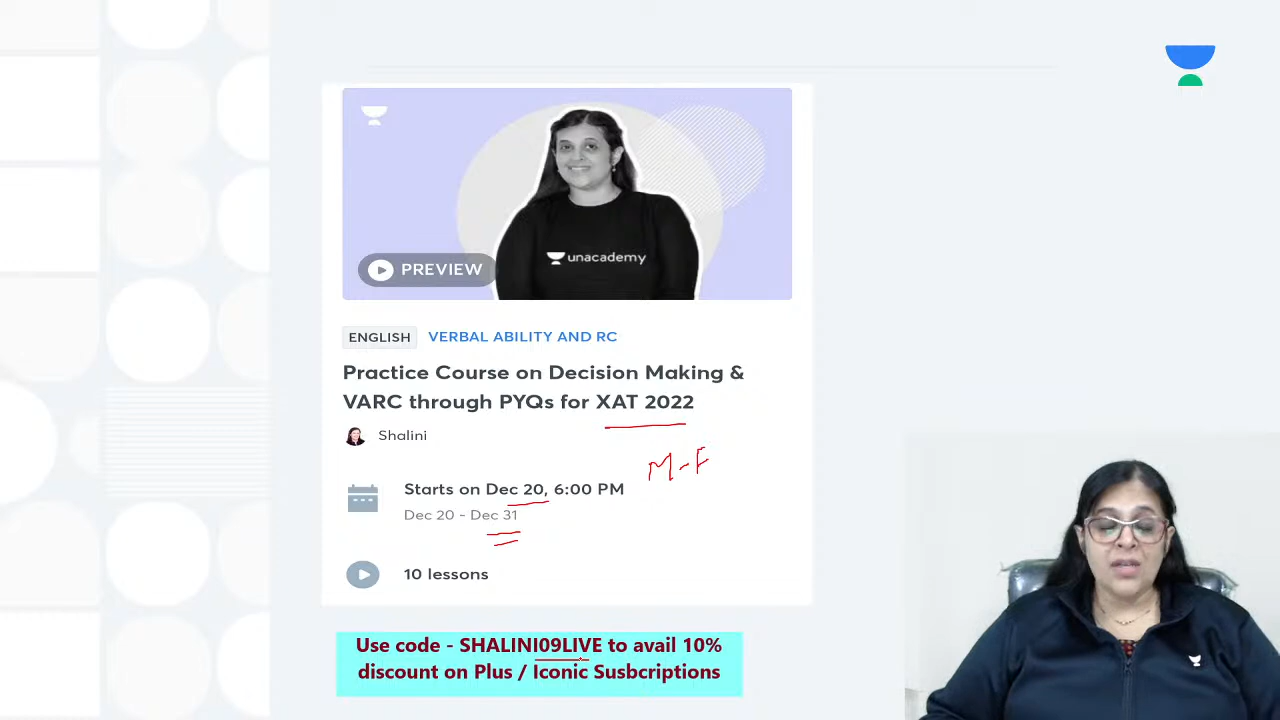 unacademy
PREVIEW
ENGLISH VERBAL ABILITY AND RC
Practice Course on Decision Making &
VARC through PYQs for XAT 2022
Shalini
M-F
Starts on Dec 20, 6:00 PM
Dec 20 - Dec 31
10 lessons
Use code - SHALINI09LIVE to avail 10%
discount on Plus / Iconic Susbcriptions